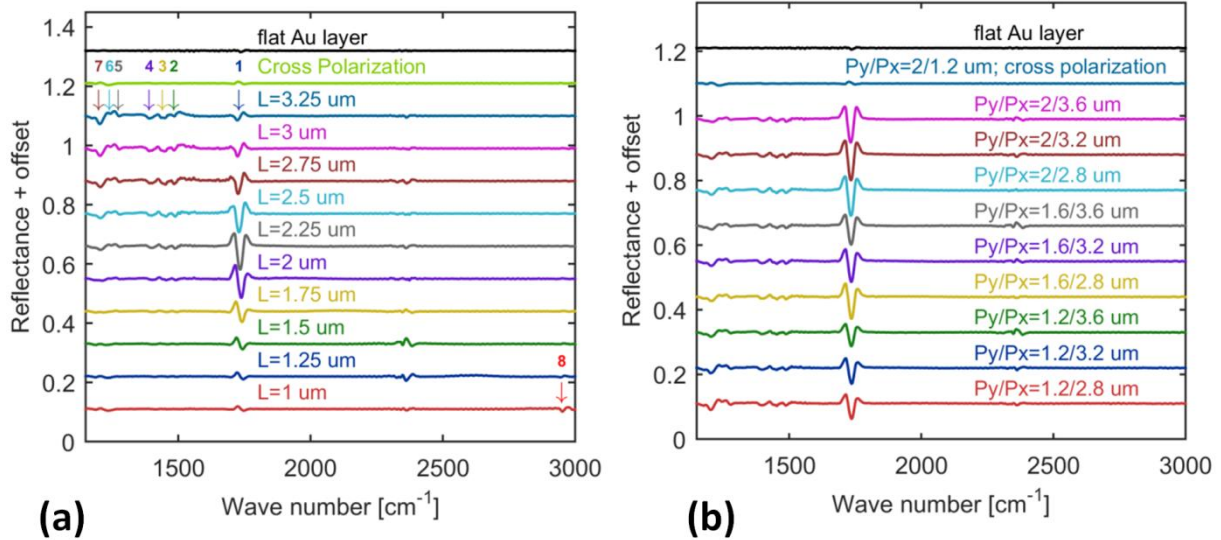 1.4
1.2
1
0.8
0.6
0.4
0.2
0
Reflectance + offset
flat Au layer
7 6 5 4 3 2 1
Cross Polarization
L=3.25 um
L=3 um
L=2.75 um
L=2.5 um
L=2.25 um
L=2 um
L=1.75 um
L=1.5 um
L=1.25 um
8
L=1 um
1500 2000 2500 3000
Wave number [cm-1]
(a)
1.2
1
0.8
0.6
0.4
0.2
0
Reflectance + offset
flat Au layer
Py/Px=2/1.2 um; cross polarization
Py/Px=2/3.6 um
Py/Px=2/3.2 um
Py/Px=2/2.8 um
Py/Px=1.6/3.6 um
Py/Px=1.6/3.2 um
Py/Px=1.6/2.8 um
Py/Px=1.2/3.6 um
Py/Px=1.2/3.2 um
Py/Px=1.2/2.8 um
1500 2000 2500 3000
Wave number [cm-1]
(b)